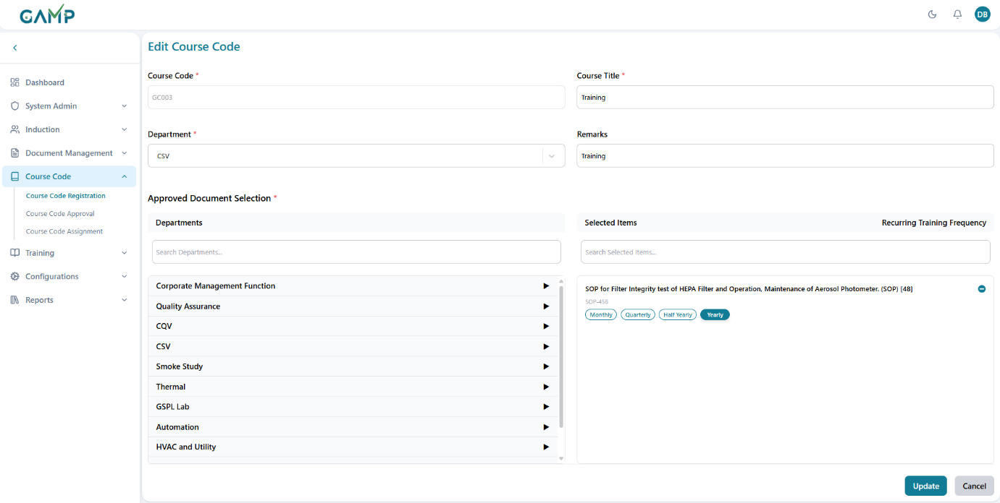 GAMP
DB
Edit Course Code
Dashboard
System Admin
Induction
Document Management
Course Code
Course Code Registration
Course Code Approval
Course Code Assignment
Training
Configurations
Reports
Course Code *
GC003
Course Title *
Training
Department *
CSV
Remarks
Training
Approved Document Selection *
Departments
Search Departments...
Corporate Management Function
Quality Assurance
CQV
CSV
Smoke Study
Thermal
GSPL Lab
Automation
HVAC and Utility
Selected Items Recurring Training Frequency
Search Selected Items...
SOP for Filter Integrity test of HEPA Filter and Operation, Maintenance of Aerosol Photometer. (SOP) [48]
SOP-458
Monthly Quarterly Half Yearly Yearly
Update Cancel